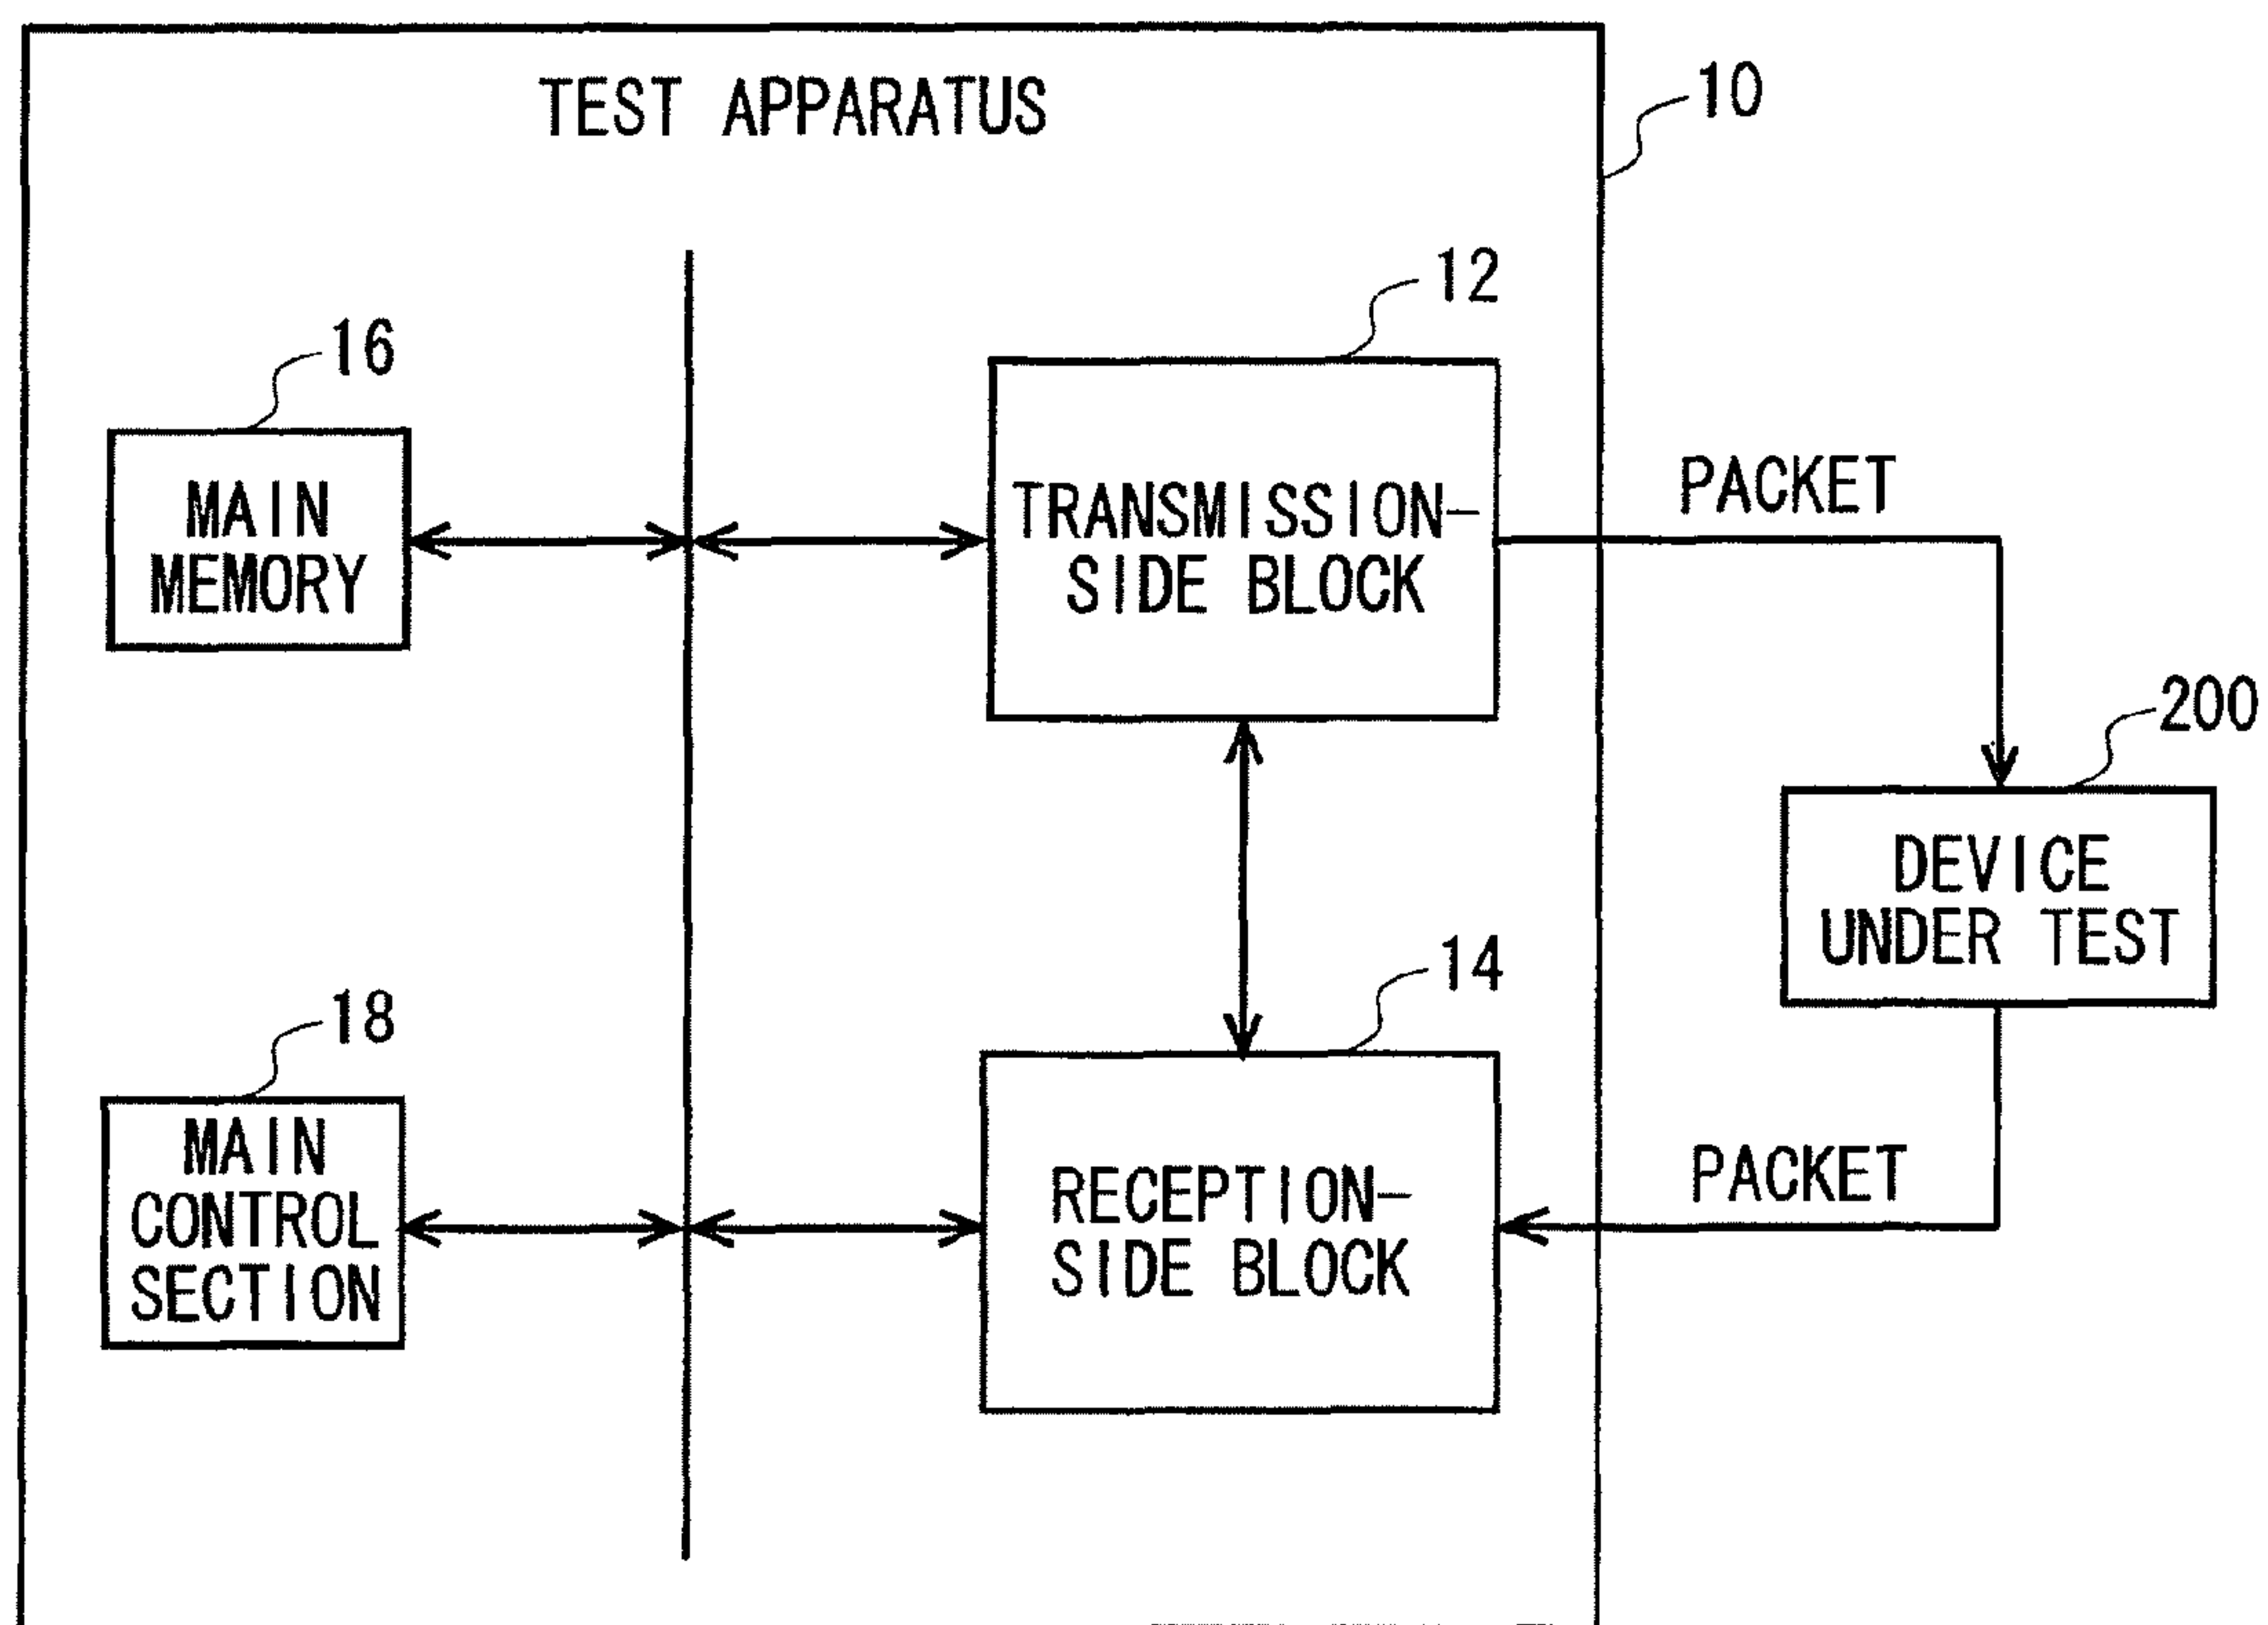 TEST APPARATUS
10
12
16
MAIN
MEMORY
TRANSMISSION-
SIDE BLOCK
PACKET
200
DEVICE
UNDER TEST
14
18
MAIN
CONTROL
SECTION
RECEPTION-
SIDE BLOCK
PACKET